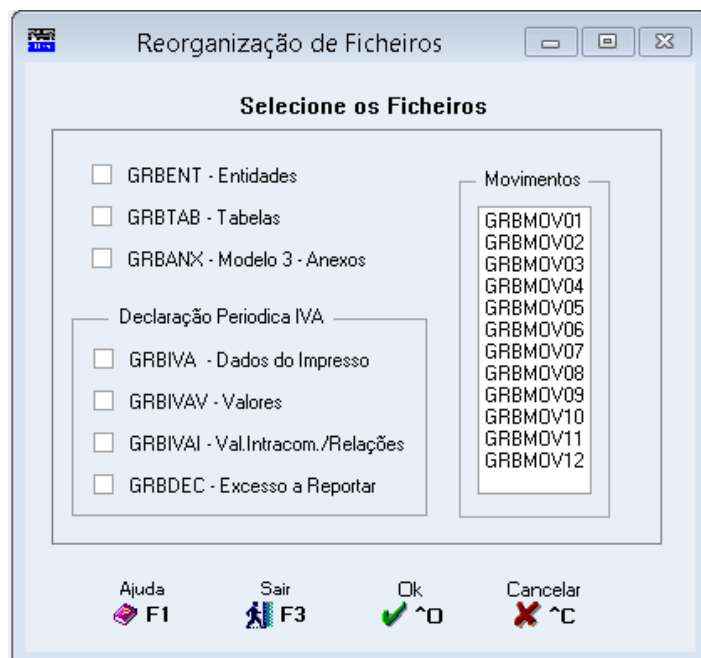 Reorganização de Ficheiros
Selecione os Ficheiros
GRBENT - Entidades
GRBTAB - Tabelas
GRBANX - Modelo 3 - Anexos
Declaração Periodica IVA
GRBIVA - Dados do Impresso
GRBIVAV - Valores
GRBIVAI - Val.Intracom./Relações
GRBDEC - Excesso a Reportar
Movimentos
GRBMOV01
GRBMOV02
GRBMOV03
GRBMOV04
GRBMOV05
GRBMOV06
GRBMOV07
GRBMOV08
GRBMOV09
GRBMOV10
GRBMOV11
GRBMOV12
Ajuda
F1
Sair
F3
Ok
^O
Cancelar
^C